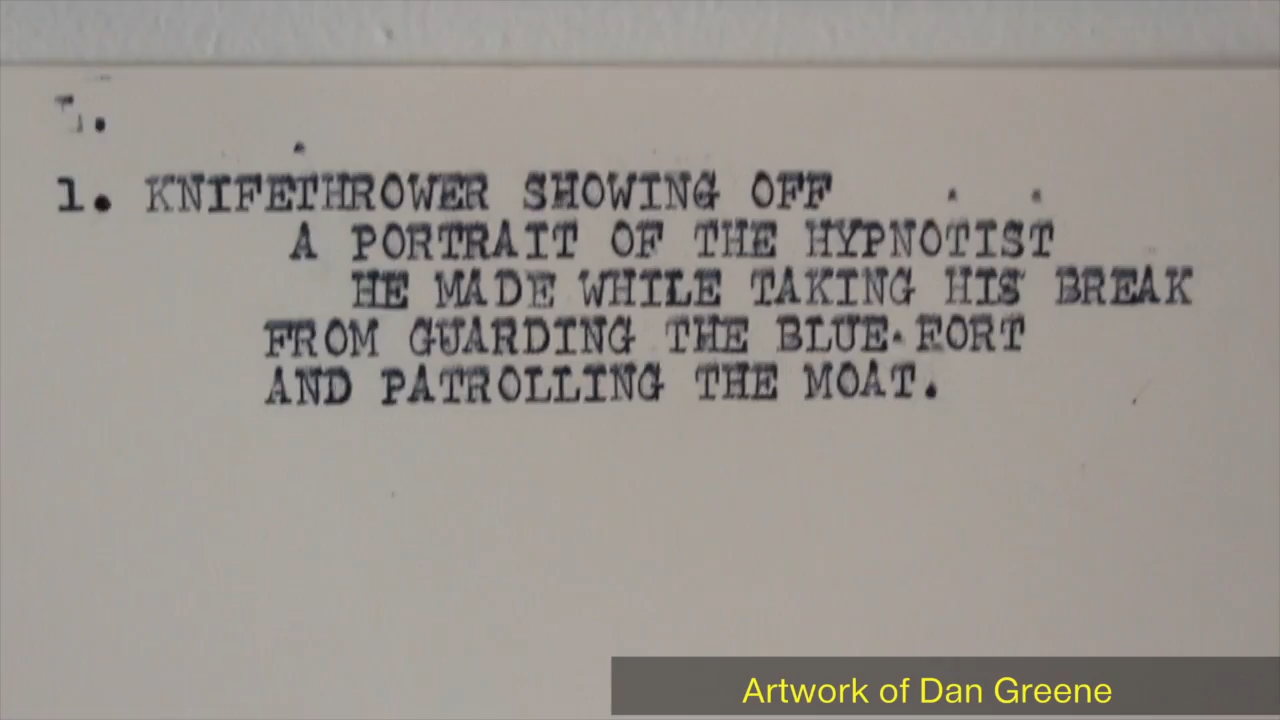 1.
1. KNIFETHROWER SHOWING OFF
A PORTRAIT OF THE HYPNOTIST
HE MADE WHILE TAKING HIS BREAK
FROM GUARDING THE BLUE FORT
AND PATROLLING THE MOAT.
Artwork of Dan Greene